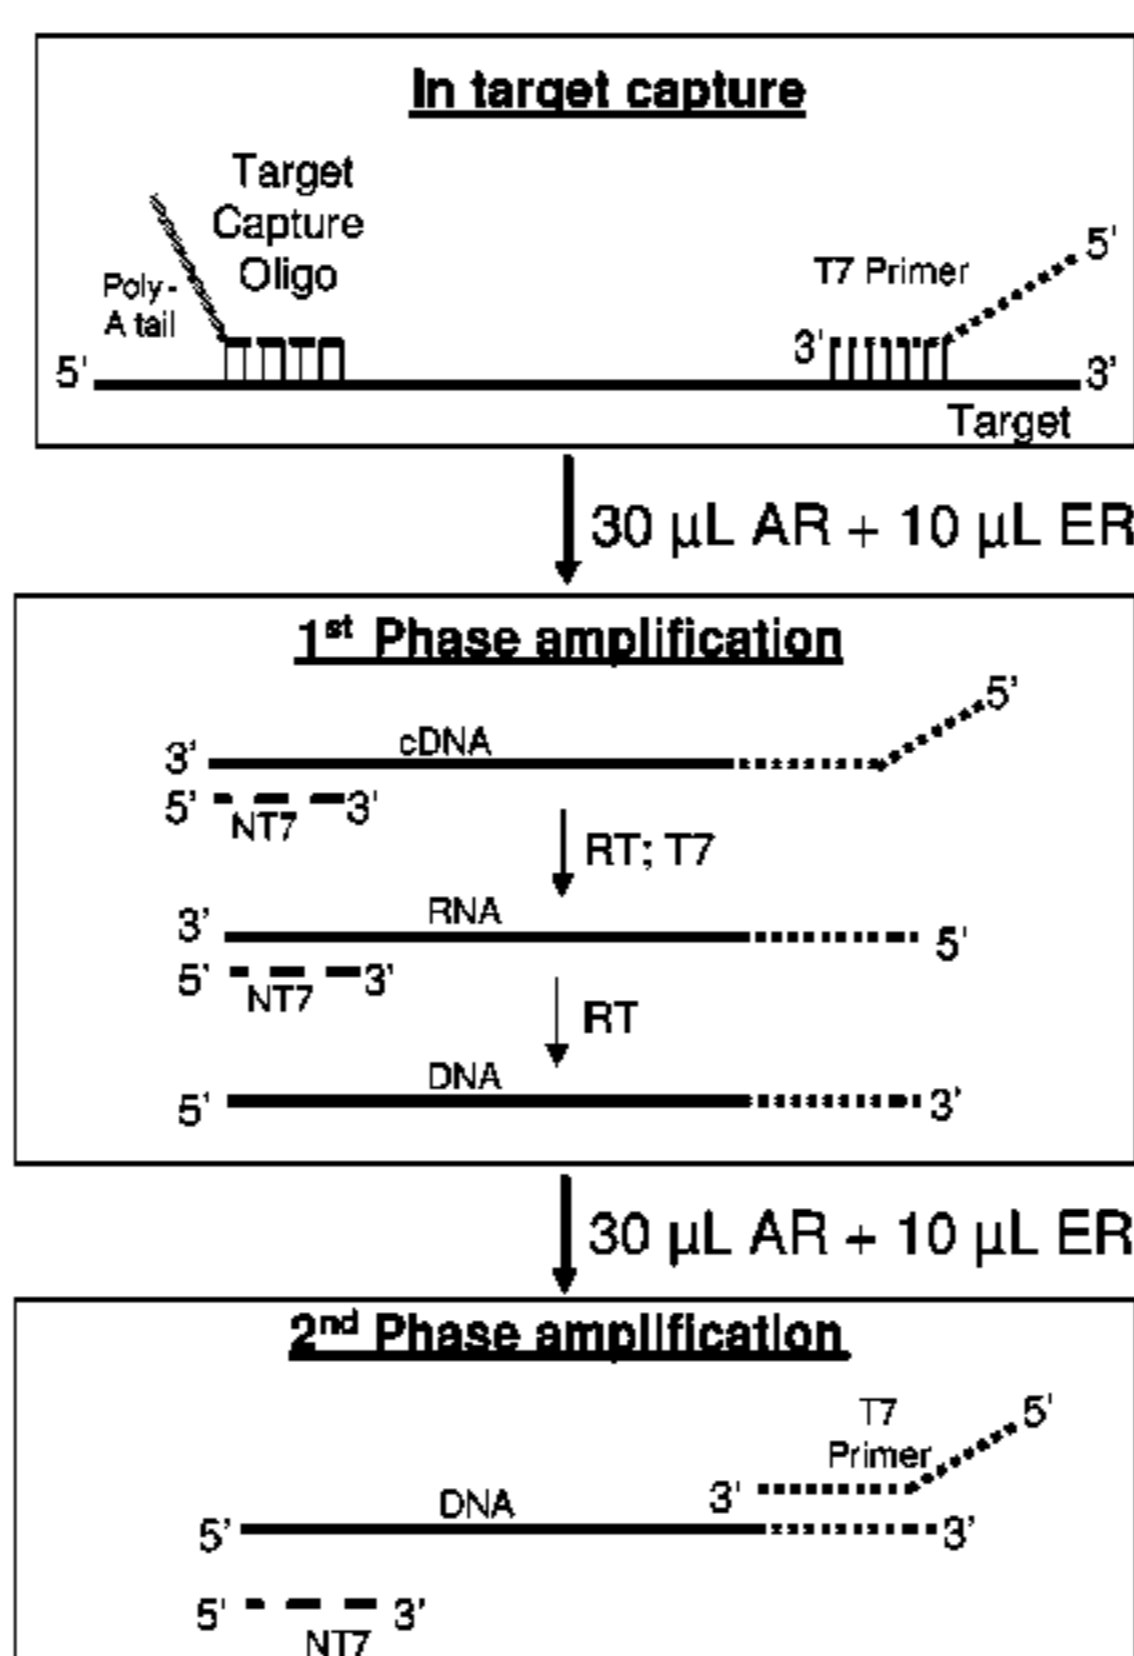 In target capture
Target
Capture
Oligo
Poly-
A tail
T7 Primer
5'
3'
5'
3'
Target
30 µL AR + 10 µL ER
1st Phase amplification
5'
cDNA
3'
5'
3'
NT7
RT; T7
RNA
3'
5'
5'
3'
NT7
RT
DNA
5'
3'
30 µL AR + 10 µL ER
2nd Phase amplification
T7
Primer
5'
3'
DNA
5'
3'
5'
3'
NT7